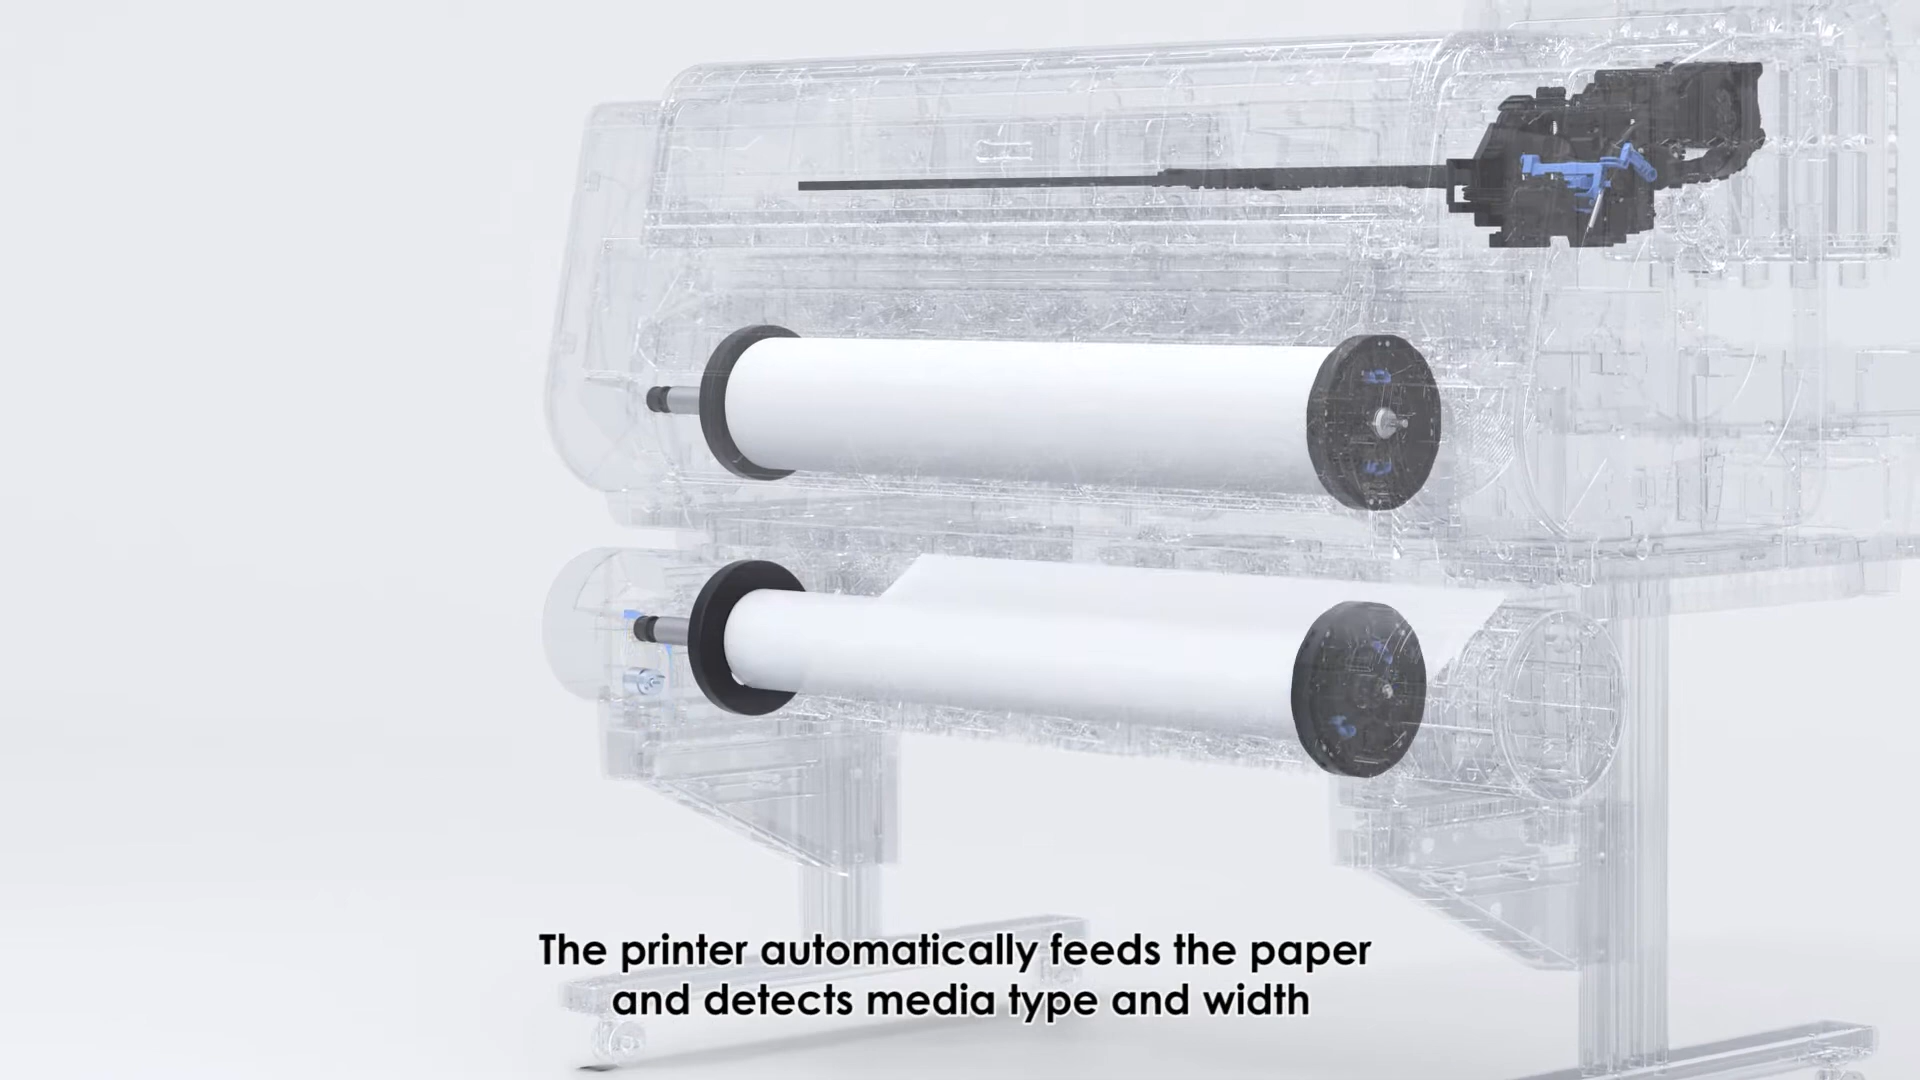 The printer automatically feeds the paper
and detects media type and width